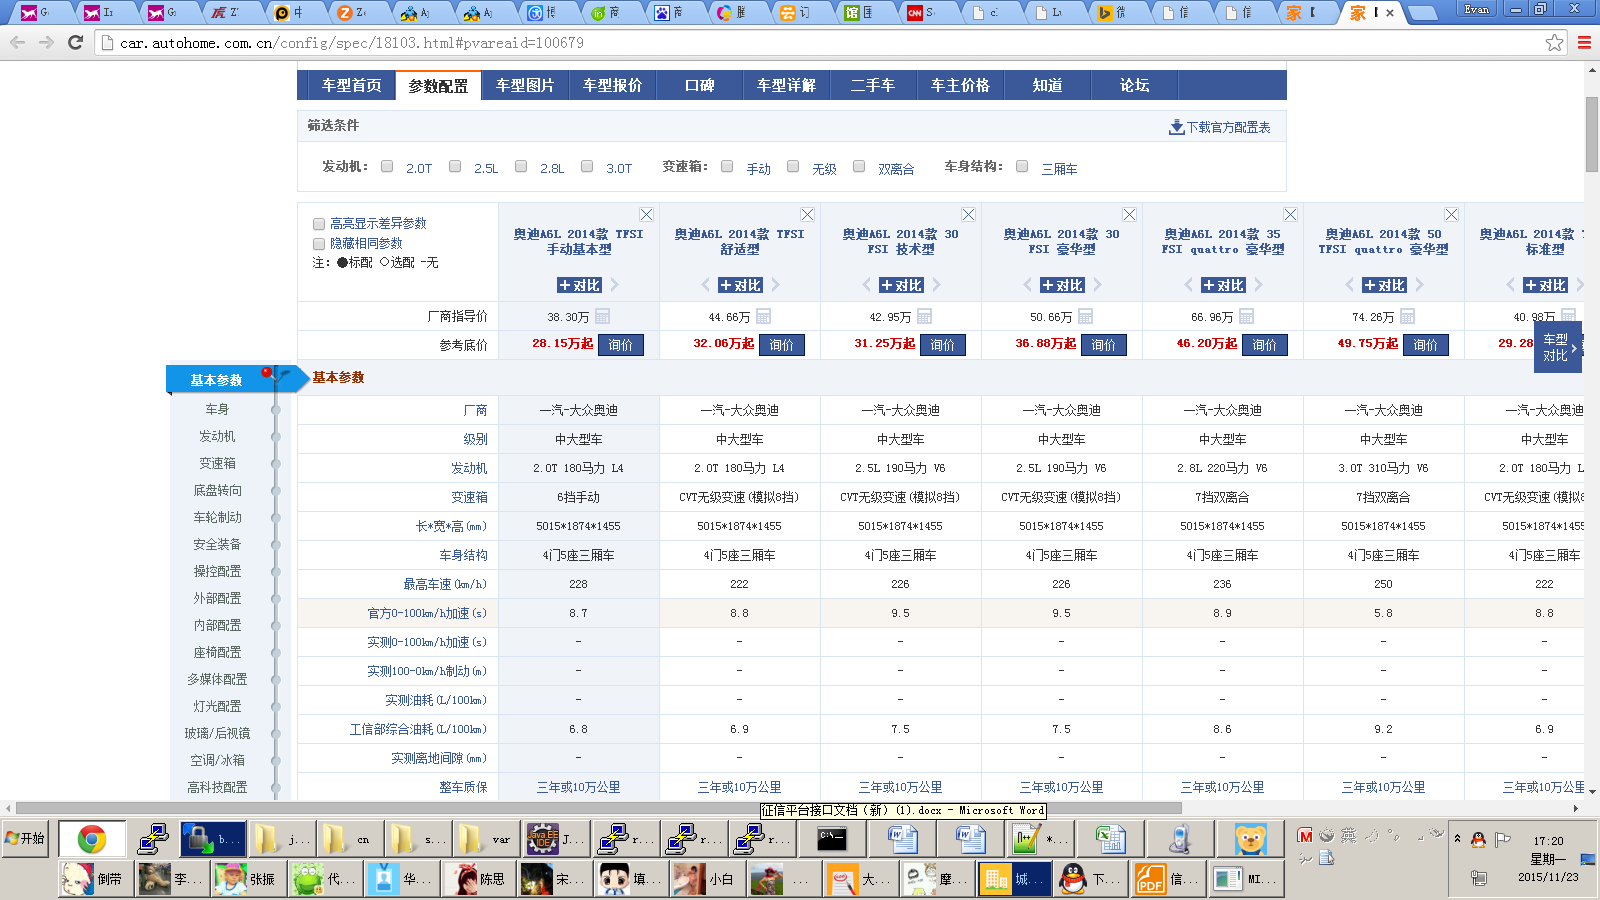 Evan
car.autohome.com.cn/config/spec/18103.html#pvareaid=100679
车型首页 参数配置 车型图片 车型报价 口碑 车型详解 二手车 车主价格 知道 论坛
筛选条件 下载官方配置表
发动机: 2.0T 2.5L 2.8L 3.0T 变速箱: 手动 无级 双离合 车身结构: 三厢车
高亮显示差异参数
隐藏相同参数
注: ●标配 ○选配 -无
奥迪A6L 2014款 TFSI 奥迪A6L 2014款 TFSI 奥迪A6L 2014款 30 奥迪A6L 2014款 30 奥迪A6L 2014款 35 奥迪A6L 2014款 50 奥迪A6L 2014款
手动基本型 舒适型 FSI 技术型 FSI 豪华型 FSI quattro 豪华型 TFSI quattro 豪华型 标准型
+对比 +对比 +对比 +对比 +对比 +对比 +对比
厂商指导价 38.30万 44.66万 42.95万 50.66万 66.96万 74.26万 40.98万
参考底价 28.15万起 询价 32.06万起 询价 31.25万起 询价 36.88万起 询价 46.20万起 询价 49.75万起 询价 29.28
车型
对比
基本参数
厂商 一汽-大众奥迪 一汽-大众奥迪 一汽-大众奥迪 一汽-大众奥迪 一汽-大众奥迪 一汽-大众奥迪 一汽-大众奥迪
级别 中大型车 中大型车 中大型车 中大型车 中大型车 中大型车 中大型车
发动机 2.0T 180马力 L4 2.0T 180马力 L4 2.5L 190马力 V6 2.5L 190马力 V6 2.8L 220马力 V6 3.0T 310马力 V6 2.0T 180马力 L
变速箱 6挡手动 CVT无级变速(模拟8挡) CVT无级变速(模拟8挡) CVT无级变速(模拟8挡) 7挡双离合 7挡双离合 CVT无级变速(模拟8
长*宽*高(mm) 5015*1874*1455 5015*1874*1455 5015*1874*1455 5015*1874*1455 5015*1874*1455 5015*1874*1455 5015*1874*1455
车身结构 4门5座三厢车 4门5座三厢车 4门5座三厢车 4门5座三厢车 4门5座三厢车 4门5座三厢车 4门5座三厢车
最高车速(km/h) 228 222 226 226 236 250 222
官方0-100km/h加速(s) 8.7 8.8 9.5 9.5 8.9 5.8 8.8
实测0-100km/h加速(s) - - - - - - -
实测100-0km/h制动(m) - - - - - - -
实测油耗(L/100km) - - - - - - -
工信部综合油耗(L/100km) 6.8 6.9 7.5 7.5 8.6 9.2 6.9
实测离地间隙(mm) - - - - - - -
整车质保 三年或10万公里 三年或10万公里 三年或10万公里 三年或10万公里 三年或10万公里 三年或10万公里 三年或10万公里
基本参数
车身
发动机
变速箱
底盘转向
车轮制动
安全装备
操控配置
外部配置
内部配置
座椅配置
多媒体配置
灯光配置
玻璃/后视镜
空调/冰箱
高科技配置
征信平台接口文档（新）(1).docx - Microsoft Word
开始 b... j... cn s... var J... r... r... r... *...
倒带 李... 张振 代... 华... 陈思 宋... 填... 小白 ... 大... 摩... 城... 下... 信... MI...
17:20
星期一
2015/11/23